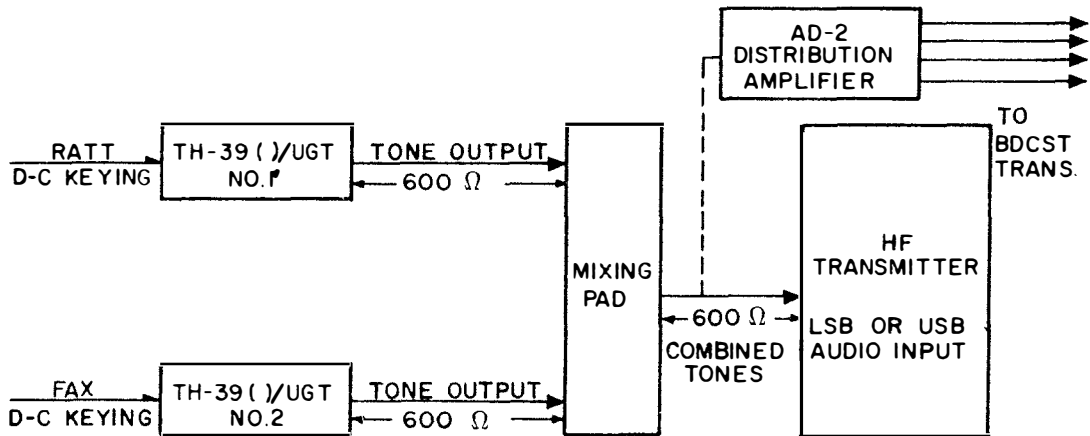 AD-2
DISTRIBUTION
AMPLIFIER
TO
BDCST
TRANS.
RATT
D-C KEYING
TH-39 ( )/UGT
NO.1
TONE OUTPUT
600 Ω
MIXING
PAD
600 Ω
COMBINED
TONES
HF
TRANSMITTER
LSB OR USB
AUDIO INPUT
FAX
D-C KEYING
TH-39 ( )/UGT
NO.2
TONE OUTPUT
600 Ω